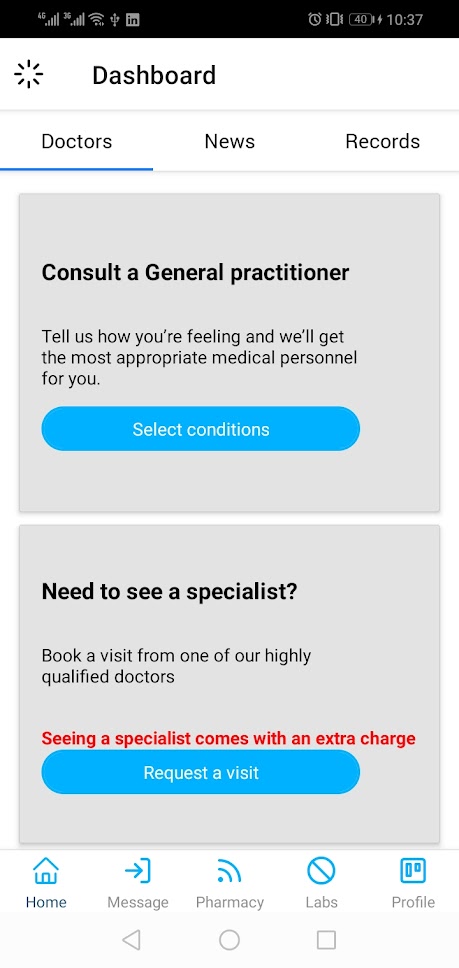 4G 3G 40 10:37
Dashboard
Doctors News Records
Consult a General practitioner
Tell us how you're feeling and we'll get
the most appropriate medical personnel
for you.
Select conditions
Need to see a specialist?
Book a visit from one of our highly
qualified doctors
Seeing a specialist comes with an extra charge
Request a visit
Home Message Pharmacy Labs Profile